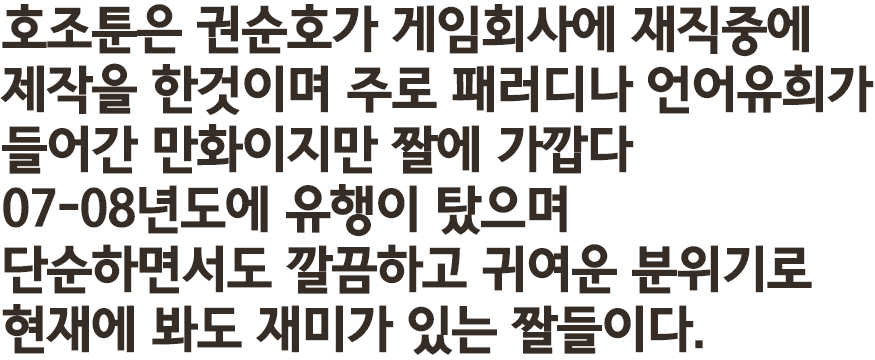 호조툰은 권순호가 게임회사에 재직중에
제작을 한것이며 주로 패러디나 언어유희가
들어간 만화이지만 짤에 가깝다
07-08년도에 유행이 탔으며
단순하면서도 깔끔하고 귀여운 분위기로
현재에 봐도 재미가 있는 짤들이다.